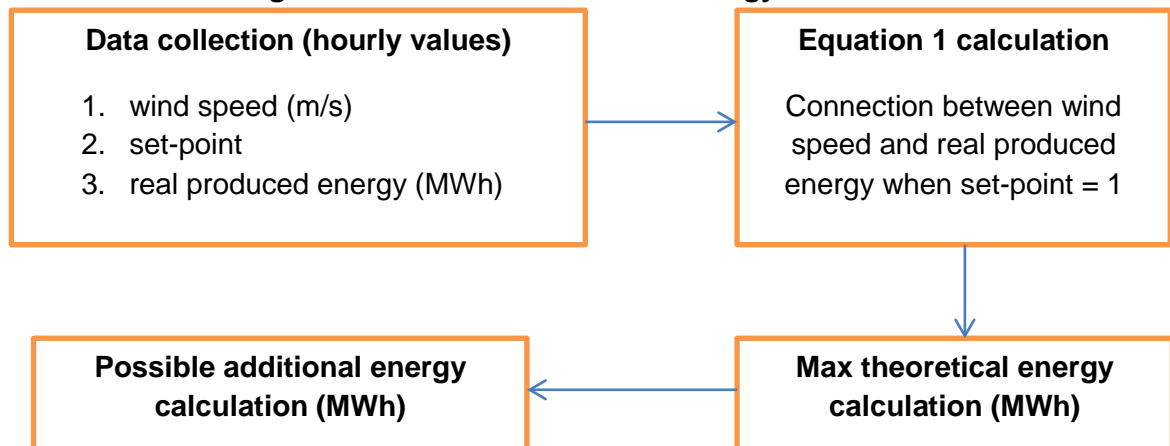 Data collection (hourly values)
1. wind speed (m/s)
2. set-point
3. real produced energy (MWh)
Equation 1 calculation
Connection between wind
speed and real produced
energy when set-point = 1
Possible additional energy
calculation (MWh)
Max theoretical energy
calculation (MWh)